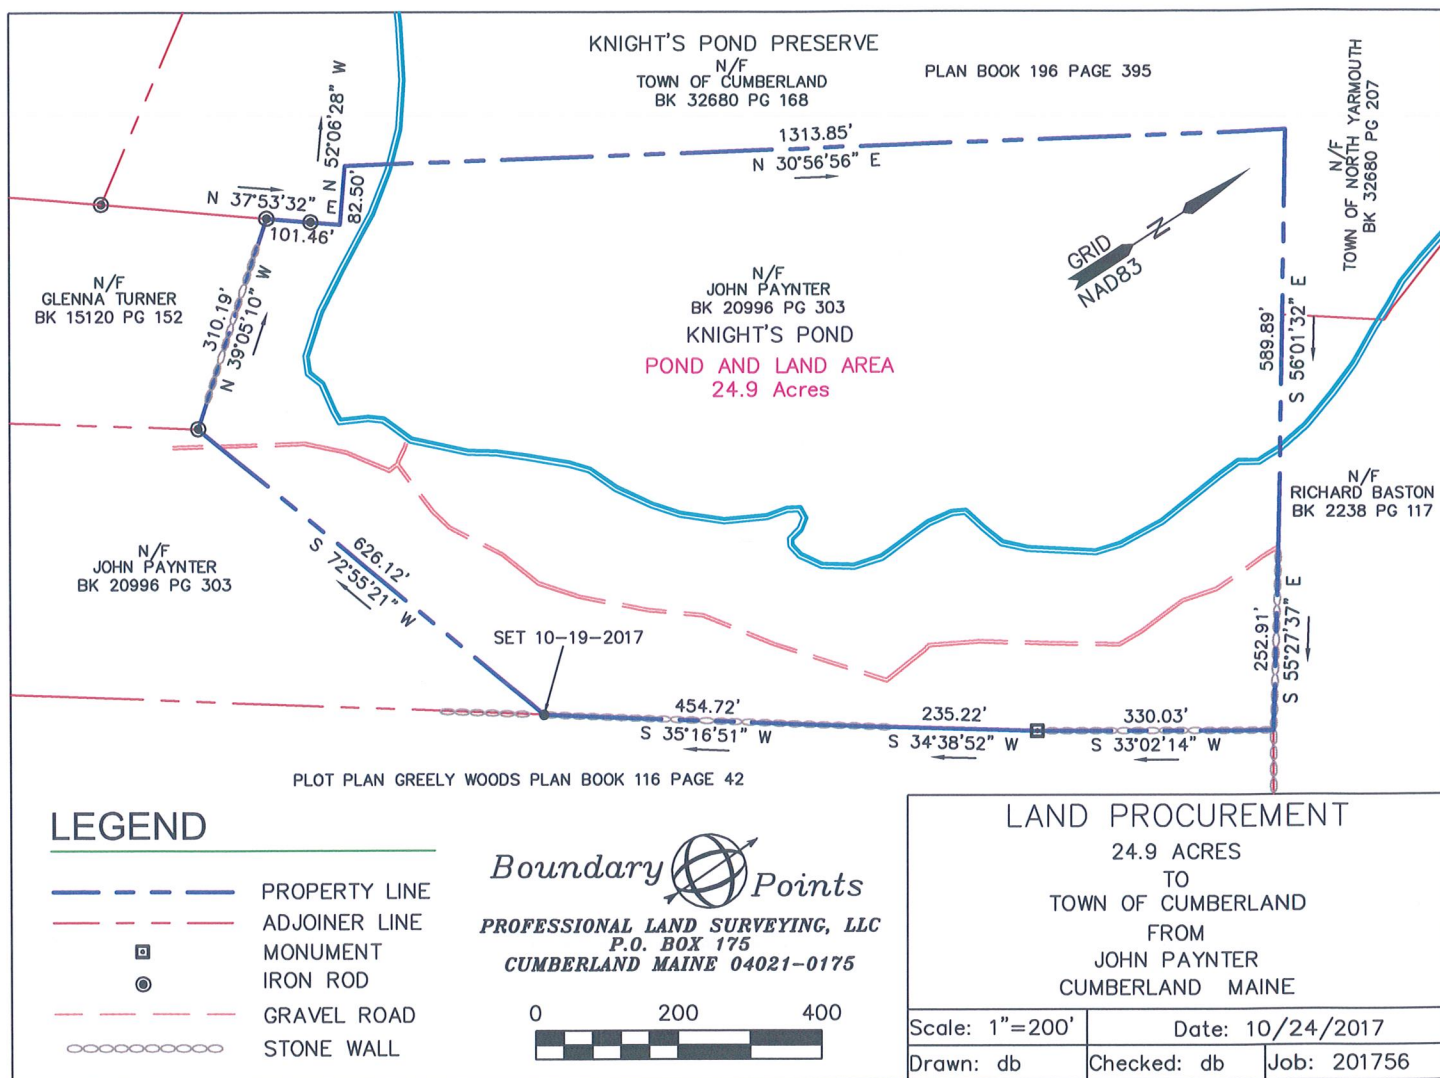 KNIGHT'S POND PRESERVE
N/F
TOWN OF CUMBERLAND
BK 32680 PG 168
PLAN BOOK 196 PAGE 395
N/F
TOWN OF NORTH YARMOUTH
BK 32680 PG 207
1313.85'
N 30°56'56" E
N 52°06'28" W
82.50'
N 37°53'32" E
101.46'
GRID N
NAD83
N/F
GLENNA TURNER
BK 15120 PG 152
310.19'
N 39°05'10" W
N/F
JOHN PAYNTER
BK 20996 PG 303
KNIGHT'S POND
POND AND LAND AREA
24.9 Acres
589.89'
S 56°01'32" E
N/F
RICHARD BASTON
BK 2238 PG 117
N/F
JOHN PAYNTER
BK 20996 PG 303
626.12'
S 72°55'21" W
SET 10-19-2017
252.91'
S 55°27'37" E
454.72'
S 35°16'51" W
235.22'
S 34°38'52" W
330.03'
S 33°02'14" W
PLOT PLAN GREELY WOODS PLAN BOOK 116 PAGE 42
LEGEND
PROPERTY LINE
ADJOINER LINE
MONUMENT
IRON ROD
GRAVEL ROAD
STONE WALL
Boundary Points
PROFESSIONAL LAND SURVEYING, LLC
P.O. BOX 175
CUMBERLAND MAINE 04021-0175
0 200 400
LAND PROCUREMENT
24.9 ACRES
TO
TOWN OF CUMBERLAND
FROM
JOHN PAYNTER
CUMBERLAND MAINE
Scale: 1"=200' Date: 10/24/2017
Drawn: db Checked: db Job: 201756